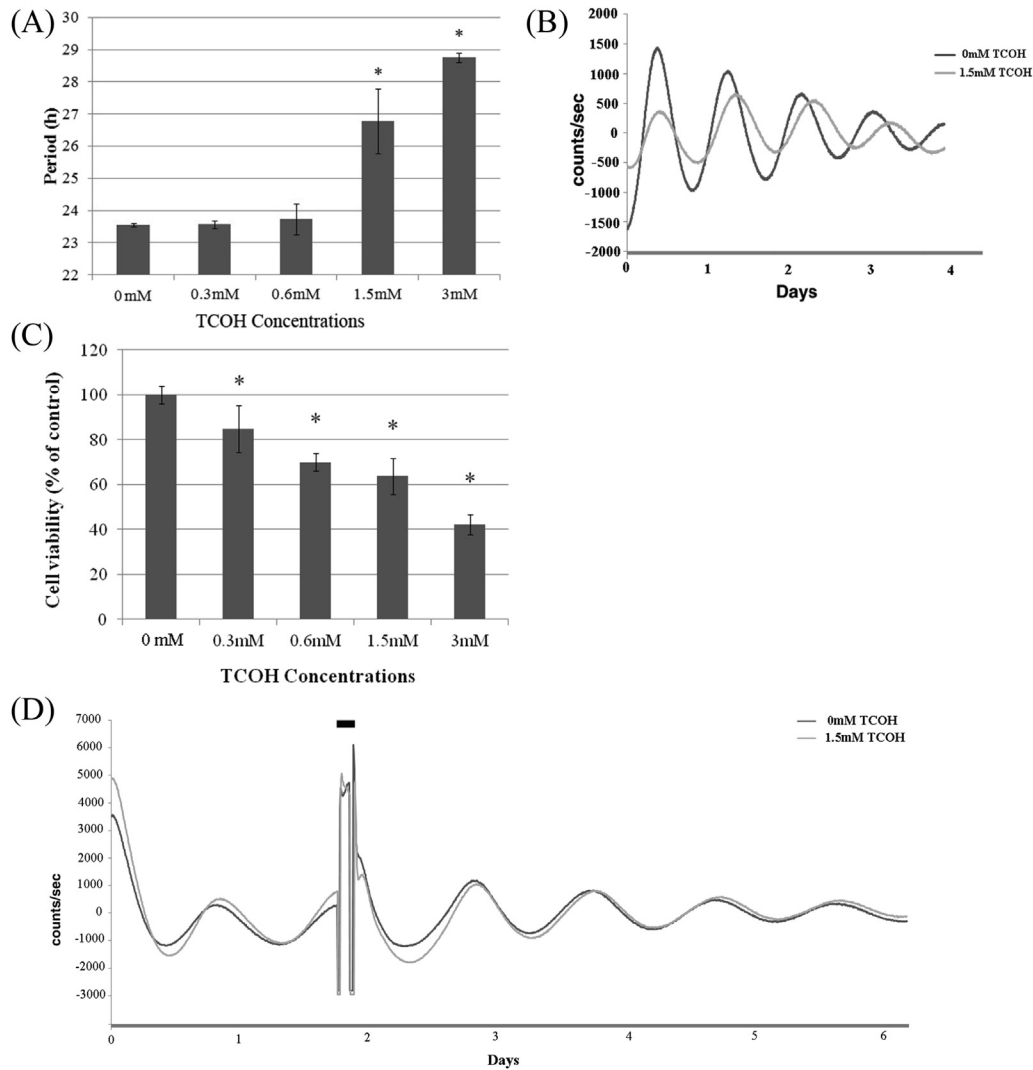 (A)
30
29
28
27
26
25
24
23
22
Period (h)
0 mM
0.3mM
0.6mM
1.5mM
3mM
TCOH Concentrations
*
*
(B)
2000
1500
1000
500
0
-500
-1000
-1500
-2000
counts/sec
0
1
2
3
4
Days
0mM TCOH
1.5mM TCOH
(C)
120
100
80
60
40
20
0
Cell viability (% of control)
*
*
*
*
0 mM
0.3mM
0.6mM
1.5mM
3mM
TCOH Concentrations
(D)
7000
6000
5000
4000
3000
2000
1000
0
-1000
-2000
-3000
counts/sec
0
1
2
3
4
5
6
Days
0mM TCOH
1.5mM TCOH